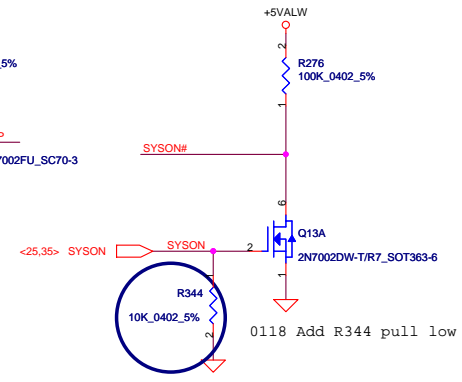 +5VALW
2
5%
R276
100K_0402_5%
1
7002FU_SC70-3
SYSON#
6
Q13A
<25,35> SYSON
SYSON
2
2N7002DW-T/R7_SOT363-6
1
1
R344
10K_0402_5%
2
0118 Add R344 pull low